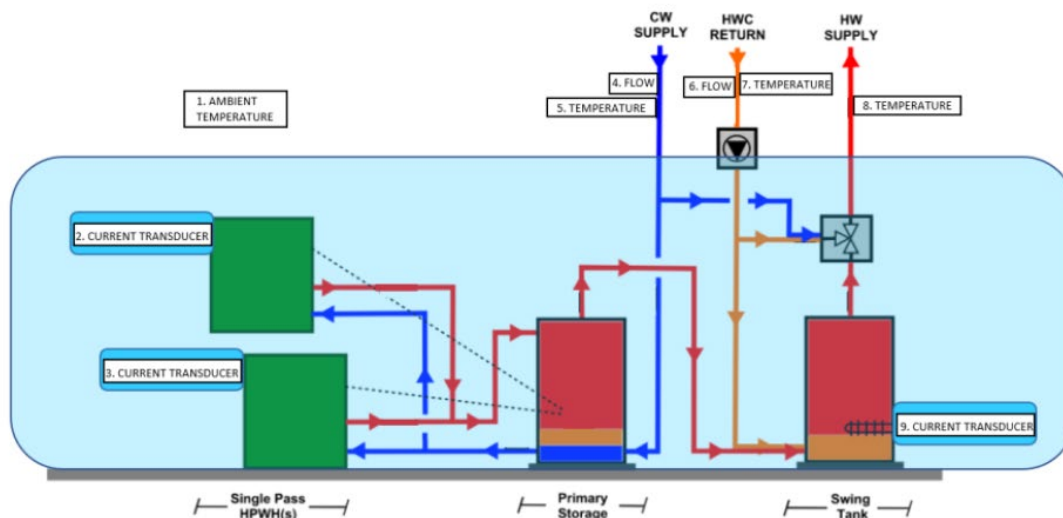 CW
SUPPLY
HWC
RETURN
HW
SUPPLY
4. FLOW
5. TEMPERATURE
6. FLOW
7. TEMPERATURE
8. TEMPERATURE
1. AMBIENT
TEMPERATURE
2. CURRENT TRANSDUCER
3. CURRENT TRANSDUCER
9. CURRENT TRANSDUCER
Single Pass
HPWH(s)
Primary
Storage
Swing
Tank